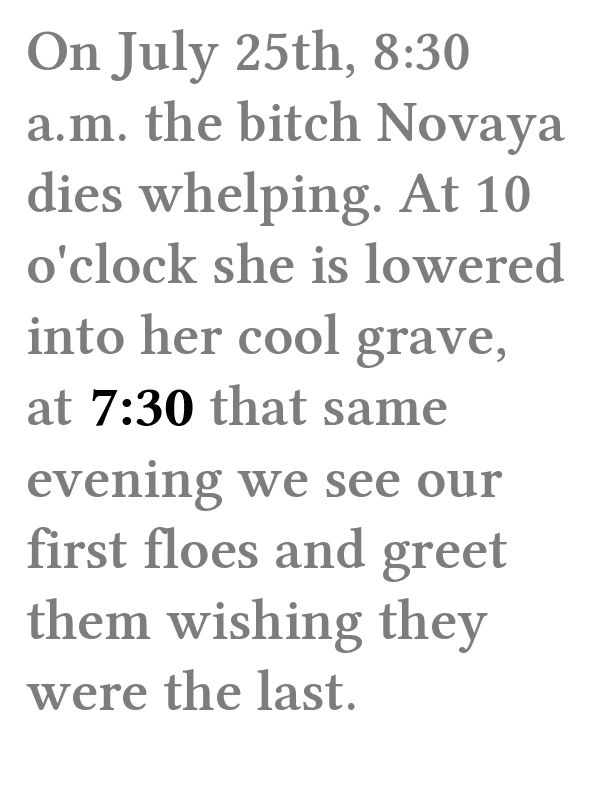 On July 25th, 8:30
a.m. the bitch Novaya
dies whelping. At 10
o'clock she is lowered
into her cool grave,
at 7:30 that same
evening we see our
first floes and greet
them wishing they
were the last.